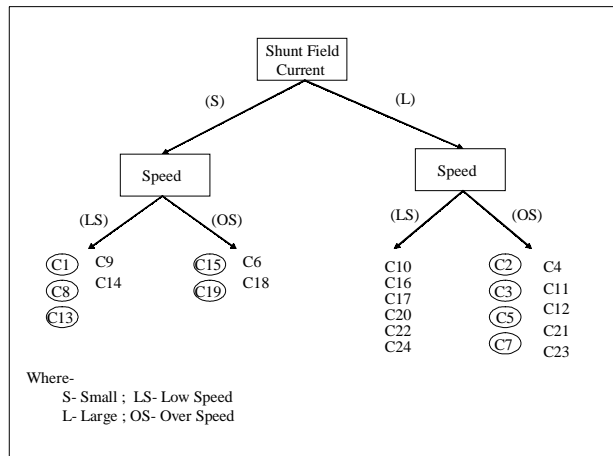 Shunt Field
Current
(S)
(L)
Speed
Speed
(LS)
(OS)
(LS)
(OS)
C1
C8
C13
C9
C14
C15
C19
C6
C18
C10
C16
C17
C20
C22
C24
C2
C3
C5
C7
C4
C11
C12
C21
C23
Where-
S- Small ; LS- Low Speed
L- Large ; OS- Over Speed